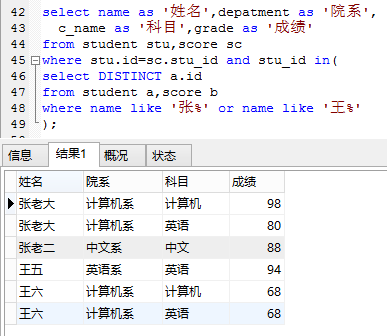 42 select name as '姓名',depatment as '院系',
43 c_name as '科目',grade as '成绩'
44 from student stu,score sc
45 where stu.id=sc.stu_id and stu_id in(
46 select DISTINCT a.id
47 from student a,score b
48 where name like '张%' or name like '王%'
49 );
信息 结果1 概况 状态
姓名 院系 科目 成绩
张老大 计算机系 计算机 98
张老大 计算机系 英语 80
张老二 中文系 中文 88
王五 英语系 英语 94
王六 计算机系 计算机 68
王六 计算机系 英语 68